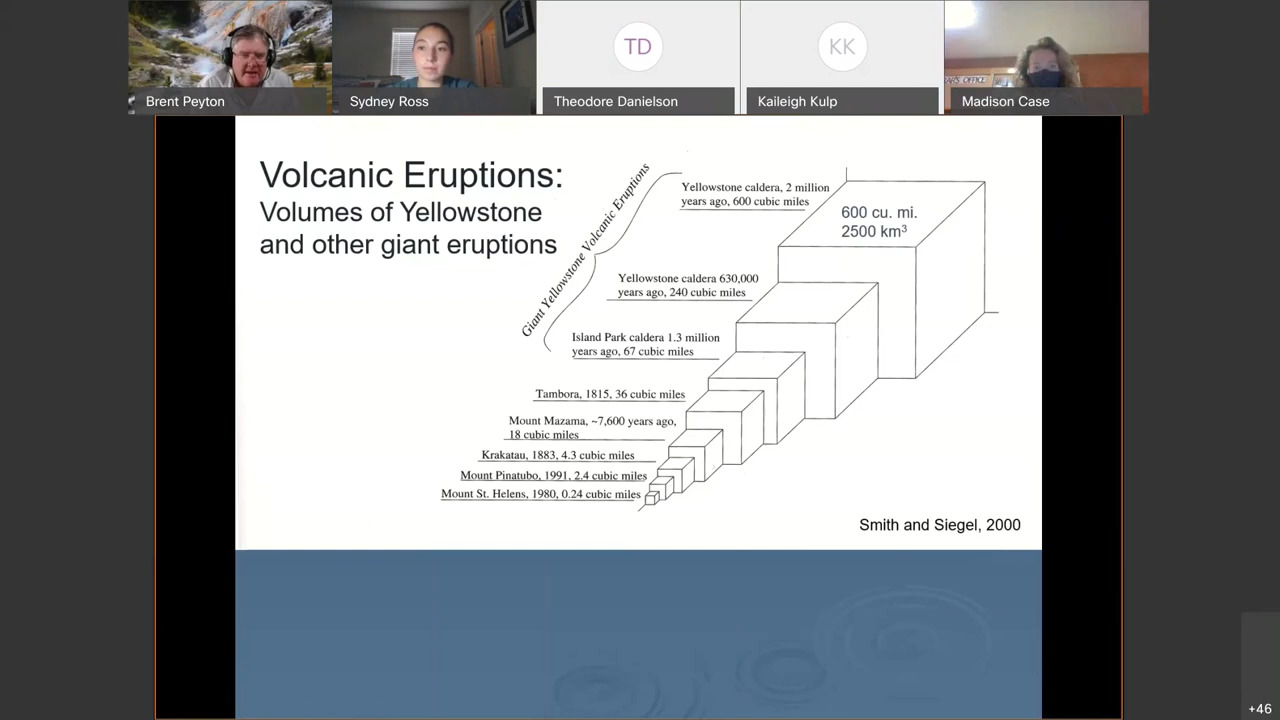 Brent Peyton
Sydney Ross
TD
Theodore Danielson
KK
Kaileigh Kulp
Madison Case
Volcanic Eruptions:
Volumes of Yellowstone
and other giant eruptions
Giant Yellowstone Volcanic Eruptions
Yellowstone caldera, 2 million
years ago, 600 cubic miles
600 cu. mi.
2500 km³
Yellowstone caldera 630,000
years ago, 240 cubic miles
Island Park caldera 1.3 million
years ago, 67 cubic miles
Tambora, 1815, 36 cubic miles
Mount Mazama, ~7,600 years ago,
18 cubic miles
Krakatau, 1883, 4.3 cubic miles
Mount Pinatubo, 1991, 2.4 cubic miles
Mount St. Helens, 1980, 0.24 cubic miles
Smith and Siegel, 2000
+46